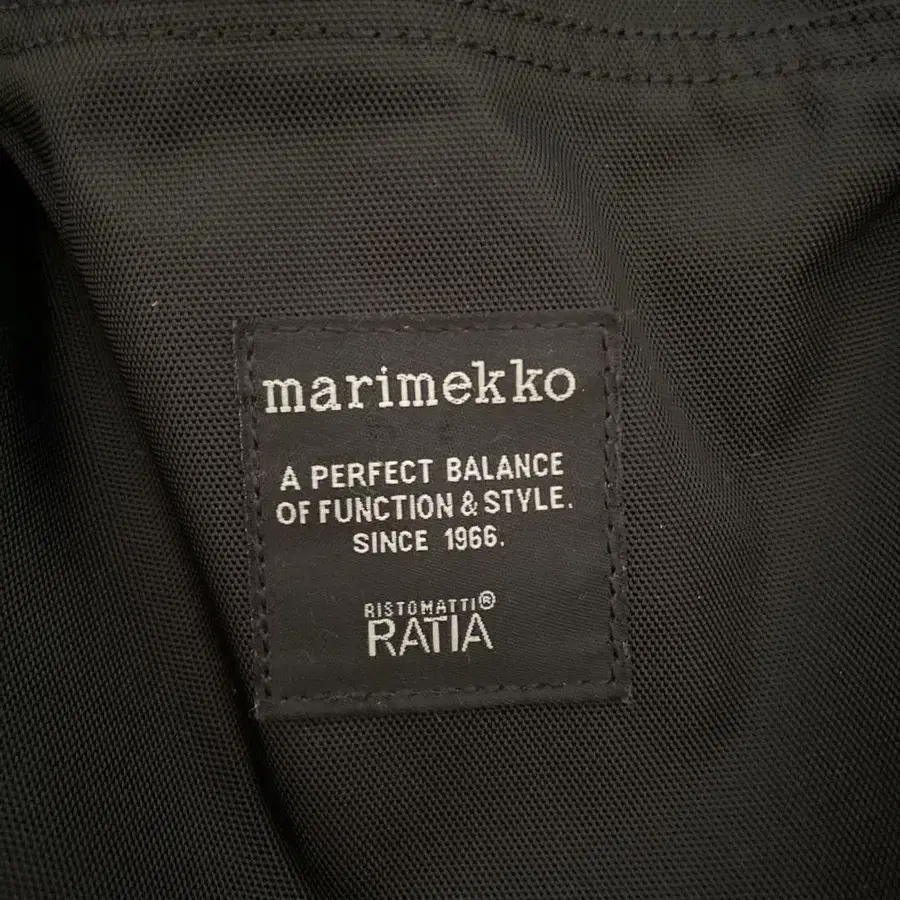 marimekko
A PERFECT BALANCE
OF FUNCTION & STYLE.
SINCE 1966.
RISTOMATTI®
RATIA